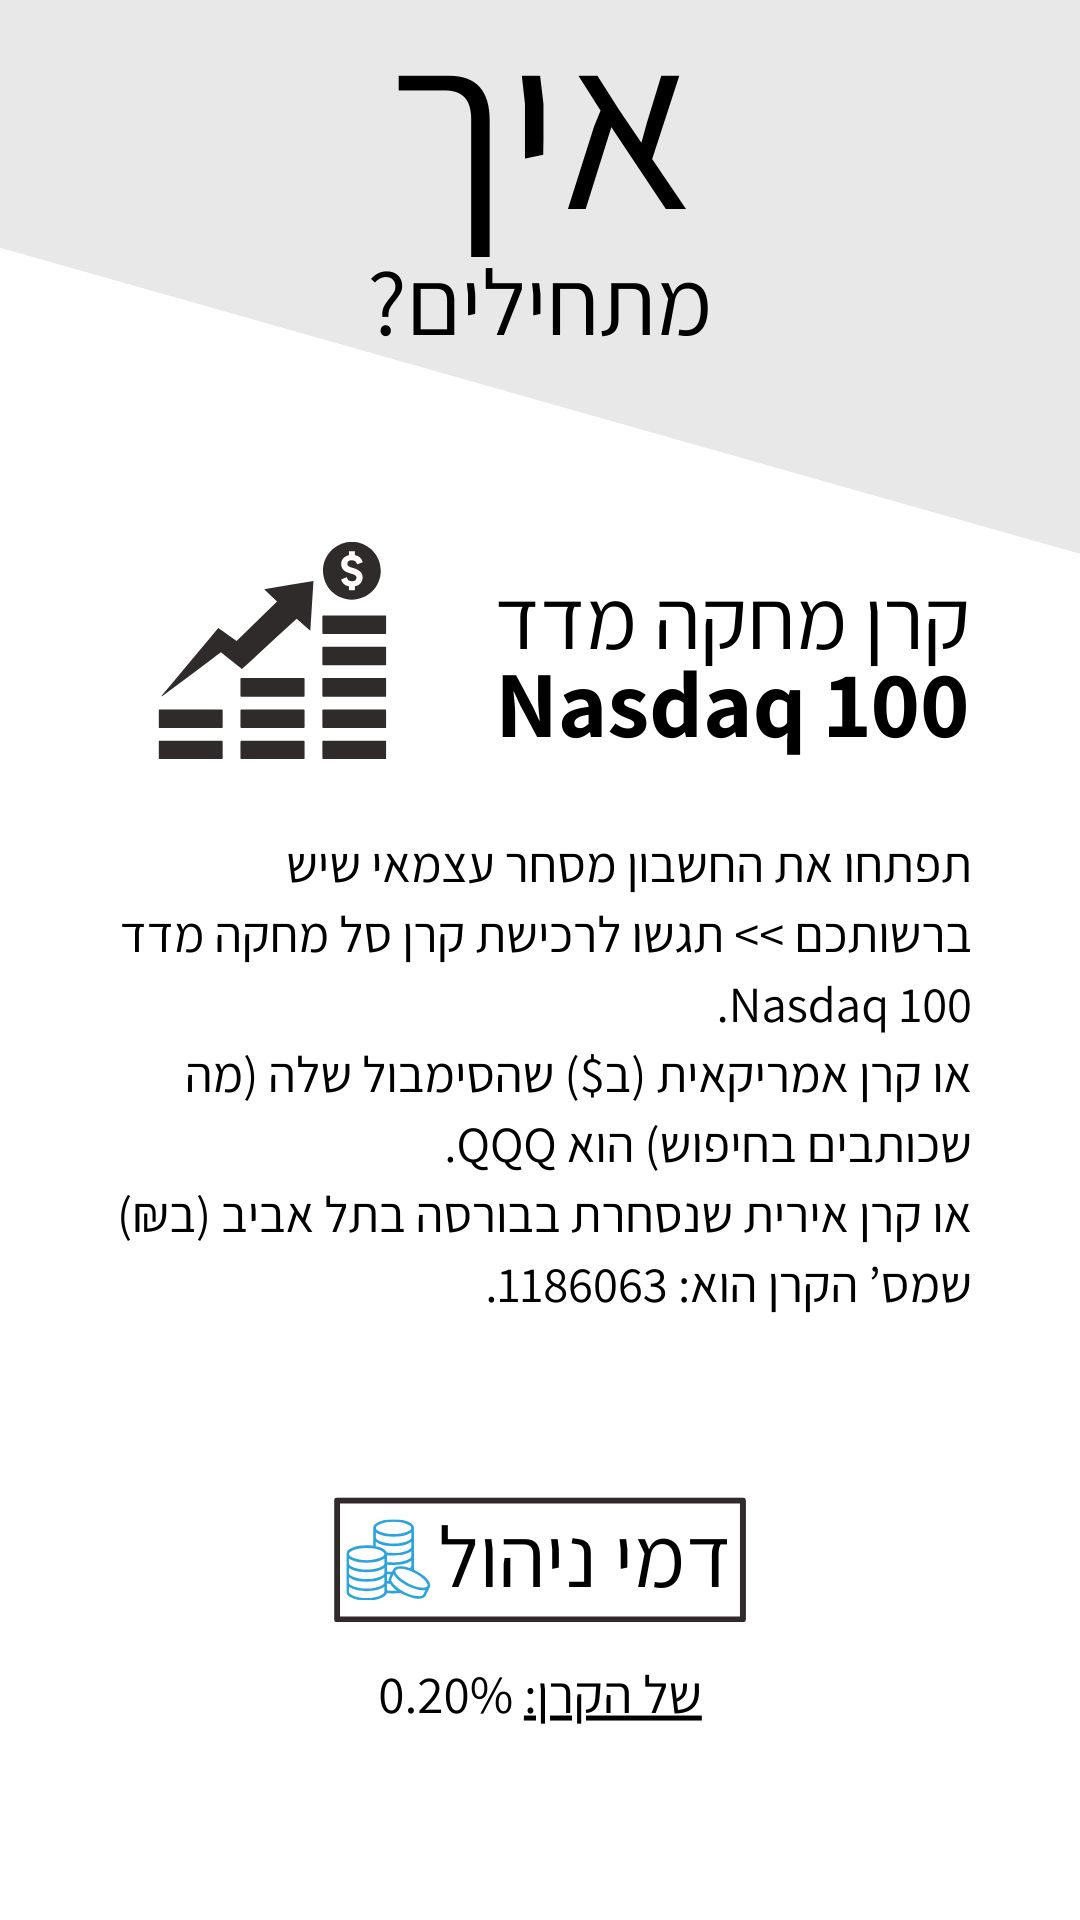 איך
מתחילים?
$
קרן מחקה מדד
Nasdaq 100
תפתחו את החשבון מסחר עצמאי שיש
ברשותכם >> תגשו לרכישת קרן סל מחקה מדד
Nasdaq 100.
או קרן אמריקאית (ב$) שהסימבול שלה (מה
שכותבים בחיפוש) הוא QQQ.
או קרן אירית שנסחרת בבורסה בתל אביב (ב₪)
שמס’ הקרן הוא: 1186063.
דמי ניהול
של הקרן: 0.20%